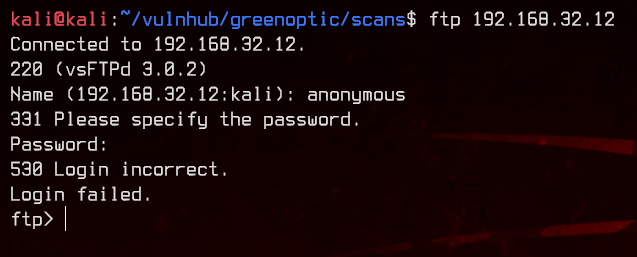 kali@kali:~/vulnhub/greenoptic/scans$ ftp 192.168.32.12
Connected to 192.168.32.12.
220 (vsFTPd 3.0.2)
Name (192.168.32.12:kali): anonymous
331 Please specify the password.
Password:
530 Login incorrect.
Login failed.
ftp>